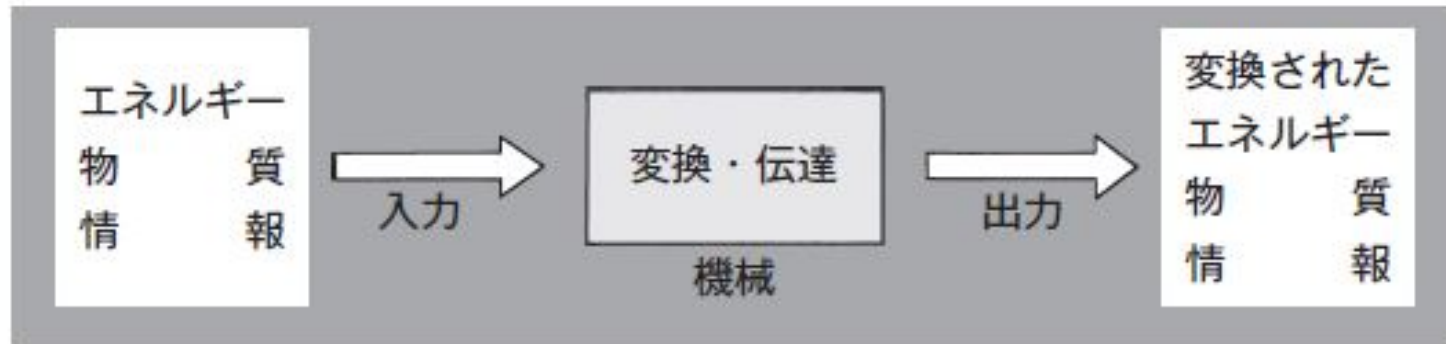 エネルギー
物質
情報
入力
変換・伝達
機械
出力
変換された
エネルギー
物質
情報